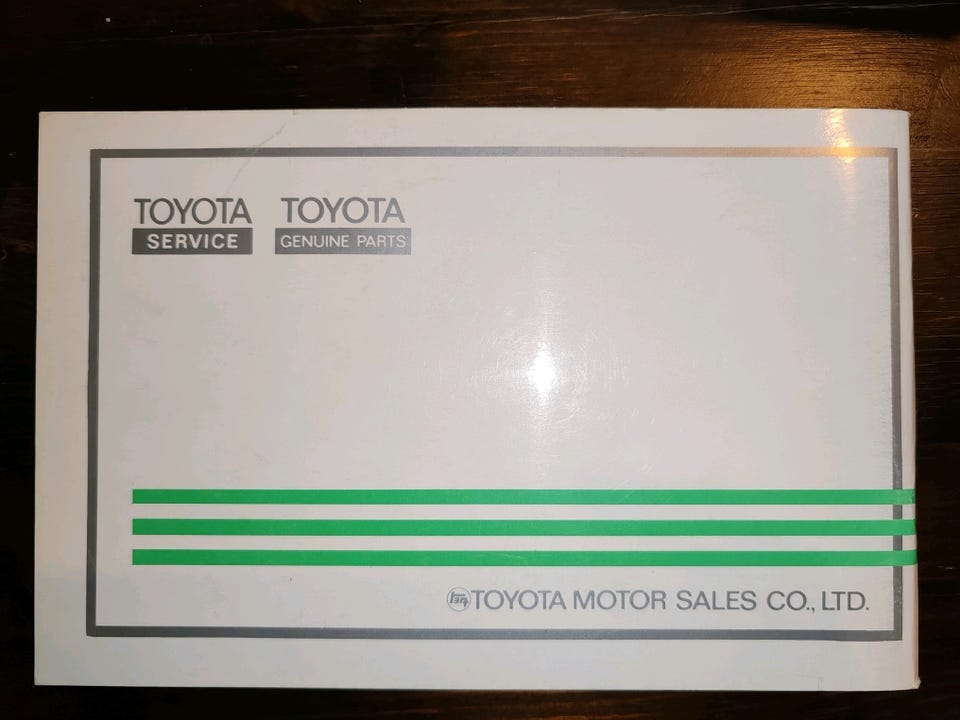 TOYOTA
SERVICE
TOYOTA
GENUINE PARTS
TOYOTA MOTOR SALES CO., LTD.